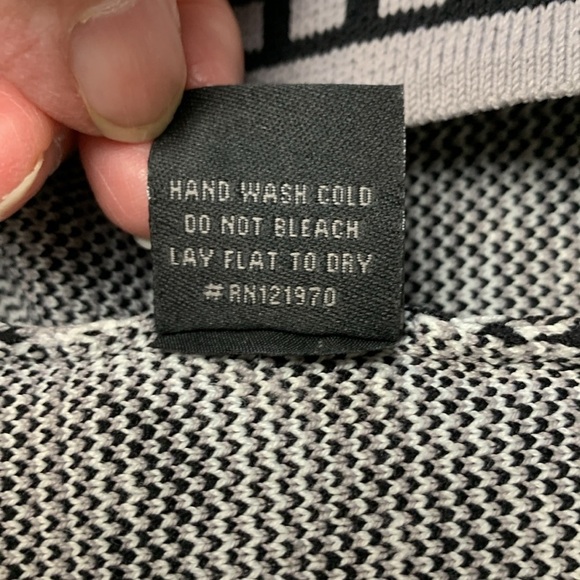 HAND WASH COLD
DO NOT BLEACH
LAY FLAT TO DRY
#RN121970